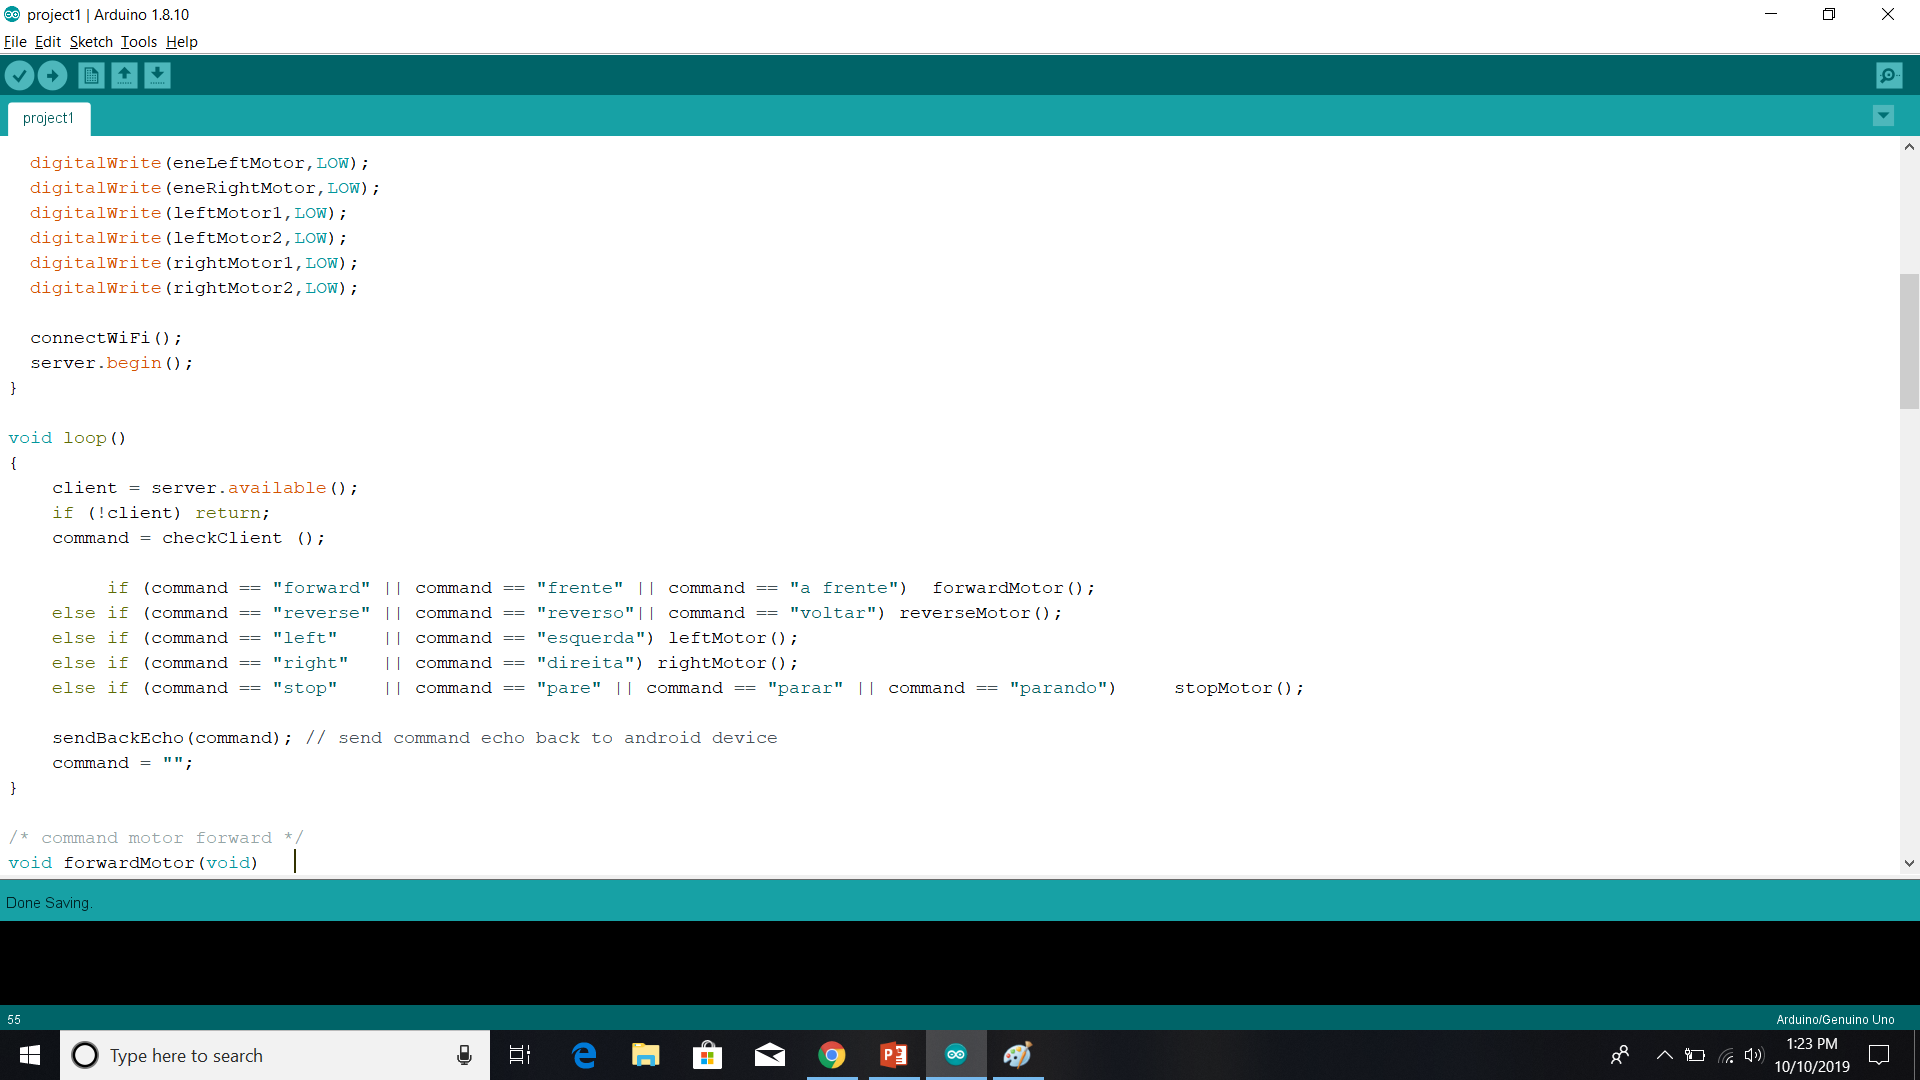 project1 | Arduino 1.8.10
File Edit Sketch Tools Help
project1
digitalWrite(eneLeftMotor,LOW);
digitalWrite(eneRightMotor,LOW);
digitalWrite(leftMotor1,LOW);
digitalWrite(leftMotor2,LOW);
digitalWrite(rightMotor1,LOW);
digitalWrite(rightMotor2,LOW);
connectWiFi();
server.begin();
}
void loop()
{
client = server.available();
if (!client) return;
command = checkClient ();
if (command == "forward" || command == "frente" || command == "a frente")  forwardMotor();
else if (command == "reverse" || command == "reverso"|| command == "voltar") reverseMotor();
else if (command == "left"    || command == "esquerda") leftMotor();
else if (command == "right"   || command == "direita") rightMotor();
else if (command == "stop"    || command == "pare" || command == "parar" || command == "parando")     stopMotor();
sendBackEcho(command); // send command echo back to android device
command = "";
}
/* command motor forward */
void forwardMotor(void)
Done Saving.
55
Arduino/Genuino Uno
Type here to search
1:23 PM
10/10/2019